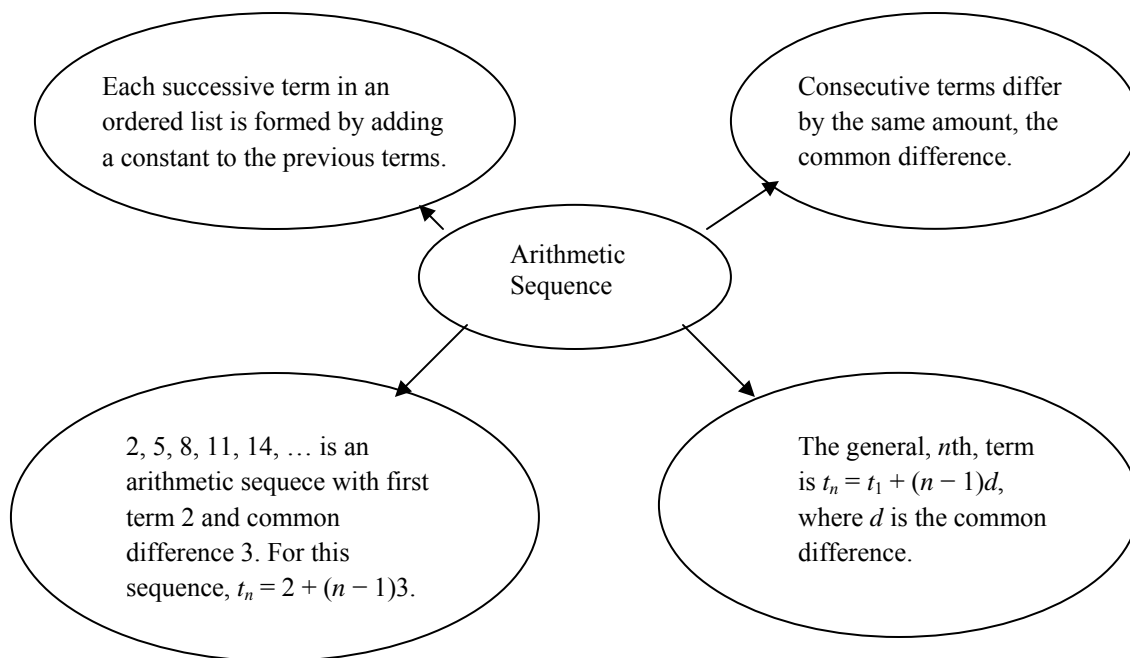 Each successive term in an
ordered list is formed by adding
a constant to the previous terms.
Consecutive terms differ
by the same amount, the
common difference.
Arithmetic
Sequence
2, 5, 8, 11, 14, … is an
arithmetic sequece with first
term 2 and common
difference 3. For this
sequence, tₙ = 2 + (n − 1)3.
The general, nth, term
is tₙ = t₁ + (n − 1)d,
where d is the common
difference.